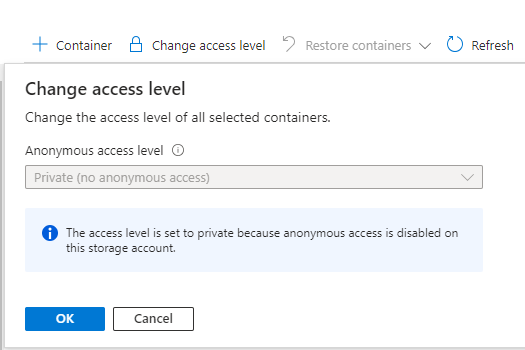 Container Change access level Restore containers Refresh
Change access level
Change the access level of all selected containers.
Anonymous access level
Private (no anonymous access)
The access level is set to private because anonymous access is disabled on
this storage account.
OK Cancel